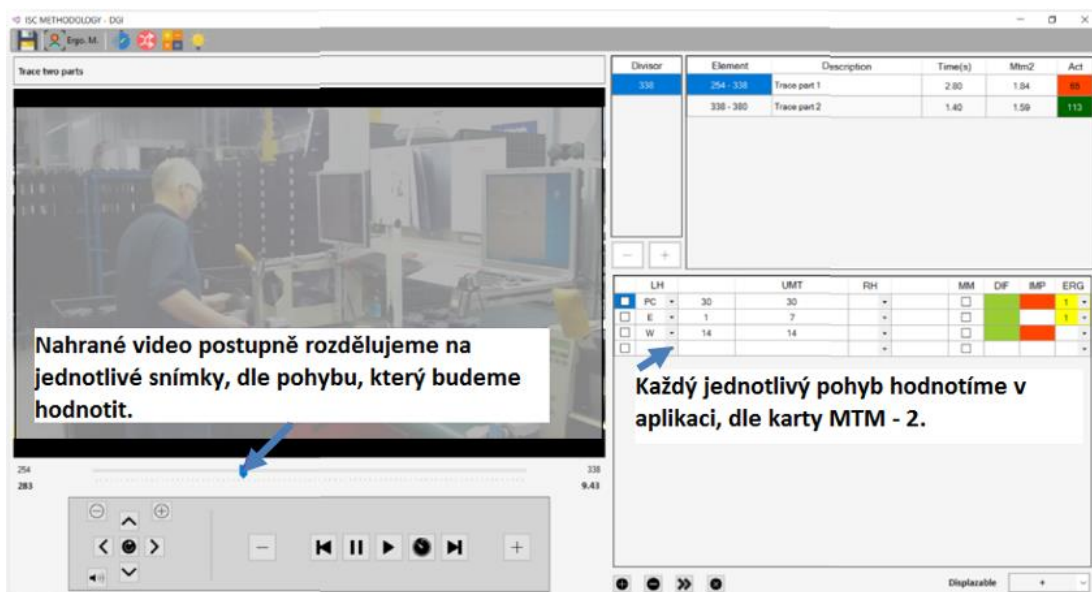 ISC METHODOLOGY - DGI
Ergo. M.
Trace two parts
Divisor
338
Element Description Time(s) Mtm2 Act
254 - 338 Trace part 1 2.80 1.84 65
338 - 380 Trace part 2 1.40 1.59 113
LH UMT RH MM DIF IMP ERG
PC 30 30 1
E 1 7 1
W 14 14
Nahrané video postupně rozdělujeme na
jednotlivé snímky, dle pohybu, který budeme
hodnotit.
Každý jednotlivý pohyb hodnotíme v
aplikaci, dle karty MTM - 2.
254 338
283 9.43
Displazable +